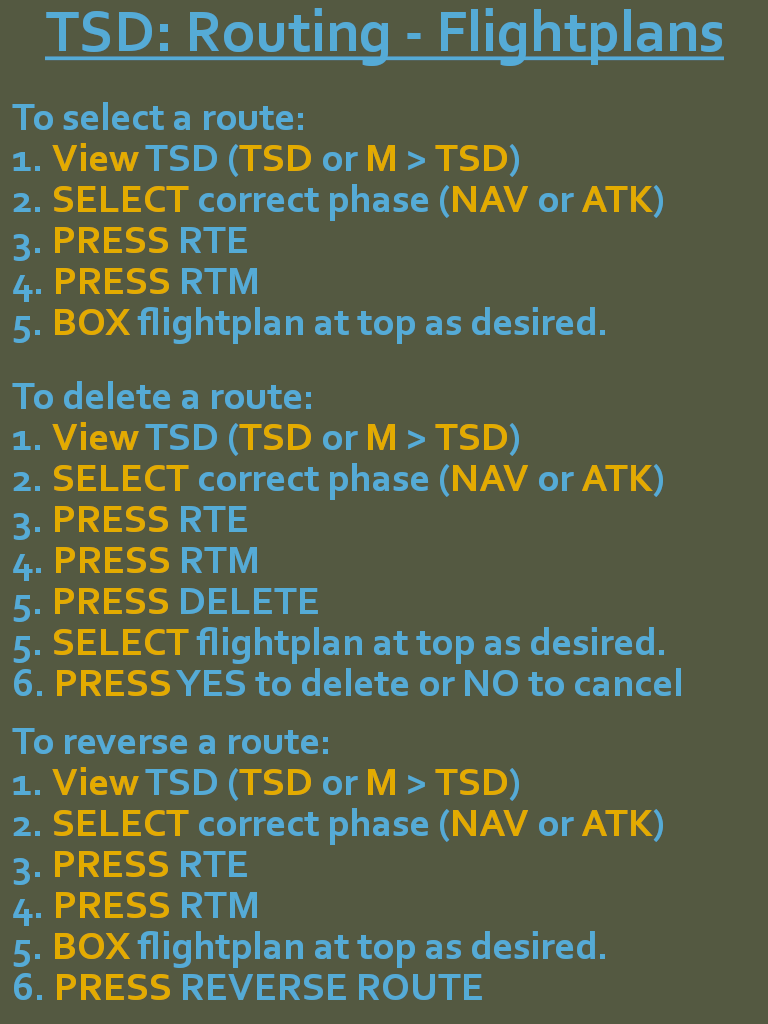 TSD: Routing - Flightplans
To select a route:
1. View TSD (TSD or M > TSD)
2. SELECT correct phase (NAV or ATK)
3. PRESS RTE
4. PRESS RTM
5. BOX flightplan at top as desired.
To delete a route:
1. View TSD (TSD or M > TSD)
2. SELECT correct phase (NAV or ATK)
3. PRESS RTE
4. PRESS RTM
5. PRESS DELETE
5. SELECT flightplan at top as desired.
6. PRESS YES to delete or NO to cancel
To reverse a route:
1. View TSD (TSD or M > TSD)
2. SELECT correct phase (NAV or ATK)
3. PRESS RTE
4. PRESS RTM
5. BOX flightplan at top as desired.
6. PRESS REVERSE ROUTE